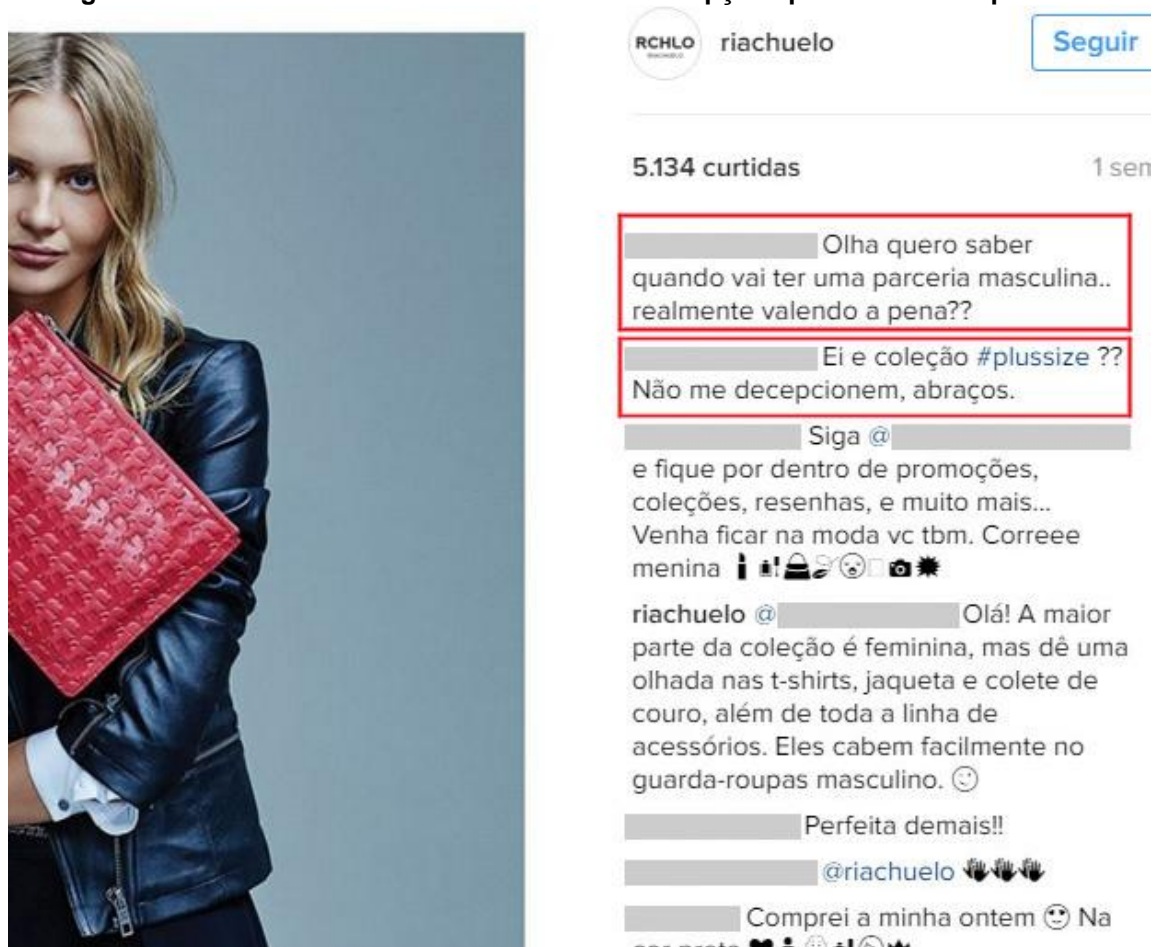 RCHLO
RIACHUELO
riachuelo
Seguir
5.134 curtidas
1 sem
Olha quero saber
quando vai ter uma parceria masculina..
realmente valendo a pena??
Ei e coleção #plussize ??
Não me decepcionem, abraços.
Siga @
e fique por dentro de promoções,
coleções, resenhas, e muito mais...
Venha ficar na moda vc tbm. Correee
menina
riachuelo @ Olá! A maior
parte da coleção é feminina, mas dê uma
olhada nas t-shirts, jaqueta e colete de
couro, além de toda a linha de
acessórios. Eles cabem facilmente no
guarda-roupas masculino.
Perfeita demais!!
@riachuelo
Comprei a minha ontem Na